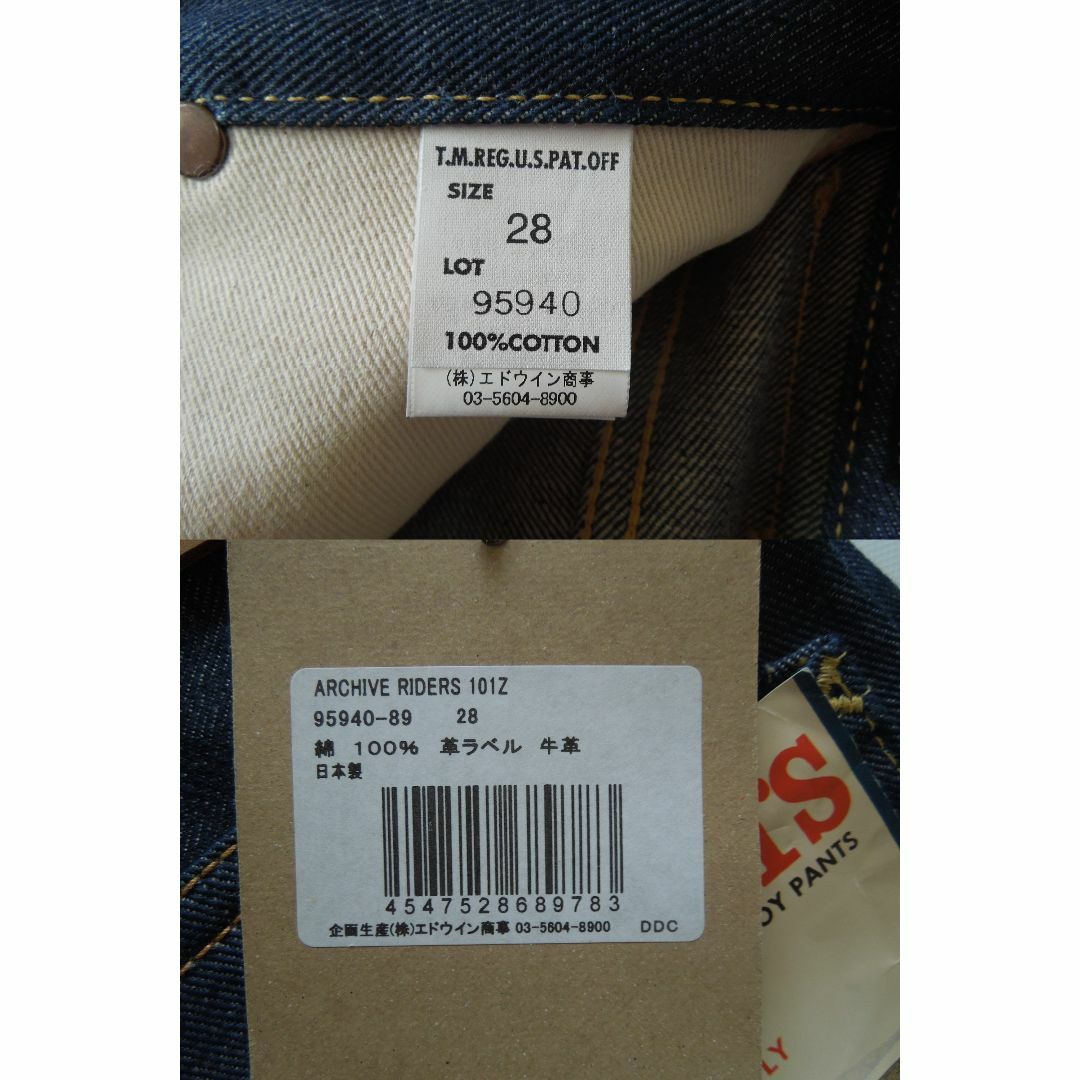 T.M.REG.U.S.PAT.OFF
SIZE
28
LOT
95940
100%COTTON
(株)エドウイン商事
03-5604-8900
ARCHIVE RIDERS 101Z
95940-89 28
綿 100% 革ラベル 牛革
日本製
4547528689783
企画生産(株)エドウイン商事 03-5604-8900 DDC
PANTS